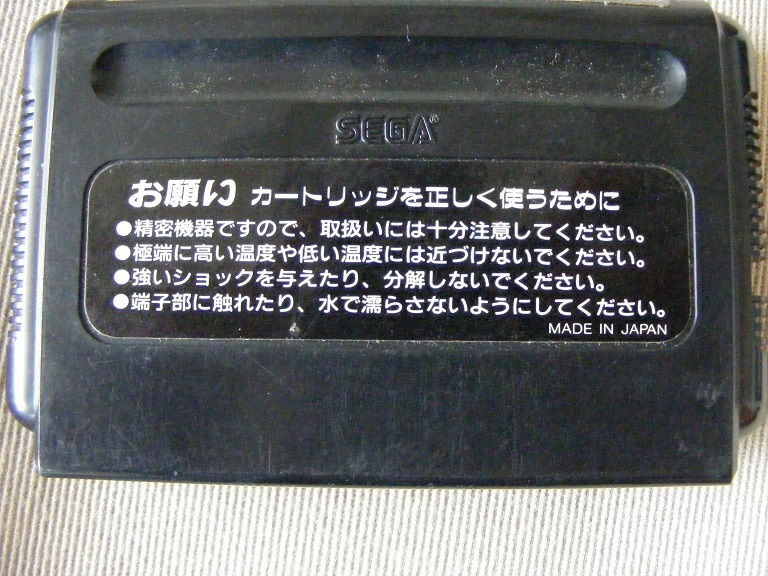 SEGA®
お願い カートリッジを正しく使うために
●精密機器ですので、取扱いには十分注意してください。
●極端に高い温度や低い温度には近づけないでください。
●強いショックを与えたり、分解しないでください。
●端子部に触れたり、水で濡らさないようにしてください。
MADE IN JAPAN